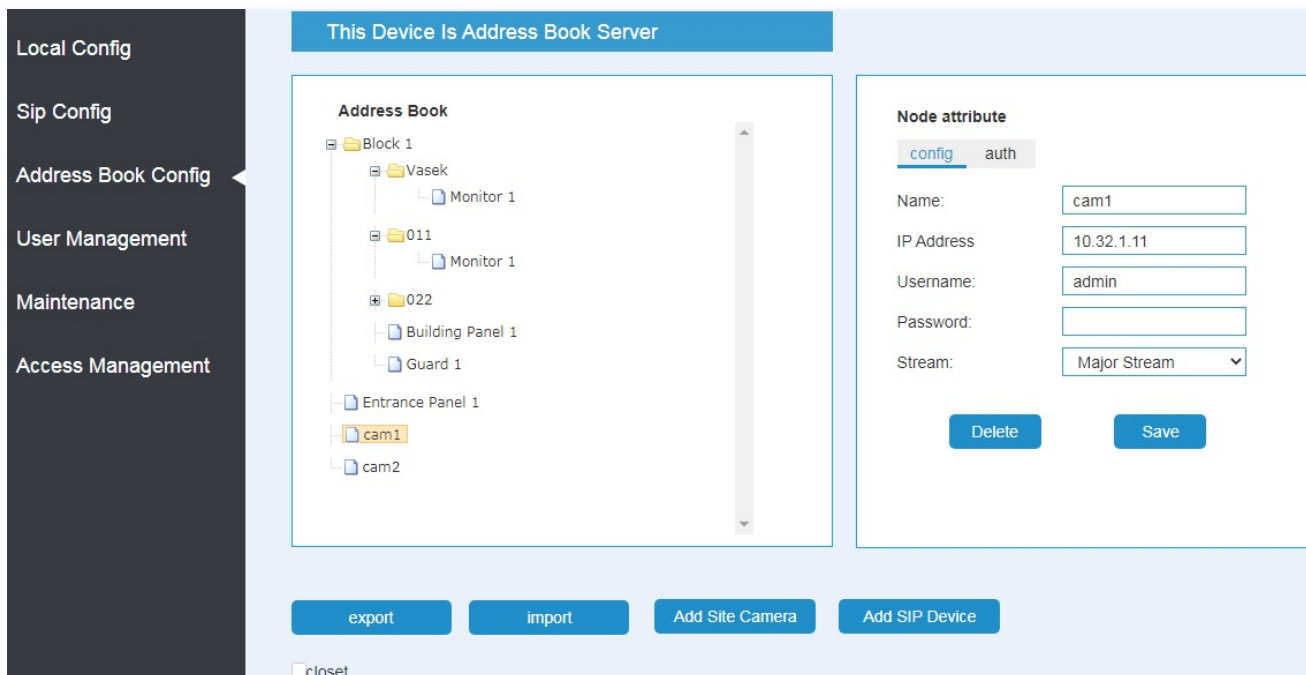 Local Config
Sip Config
Address Book Config
User Management
Maintenance
Access Management
This Device Is Address Book Server
Address Book
Block 1
Vasek
Monitor 1
011
Monitor 1
022
Building Panel 1
Guard 1
Entrance Panel 1
cam1
cam2
Node attribute
config auth
Name: cam1
IP Address 10.32.1.11
Username: admin
Password:
Stream: Major Stream
Delete Save
export import Add Site Camera Add SIP Device
closet